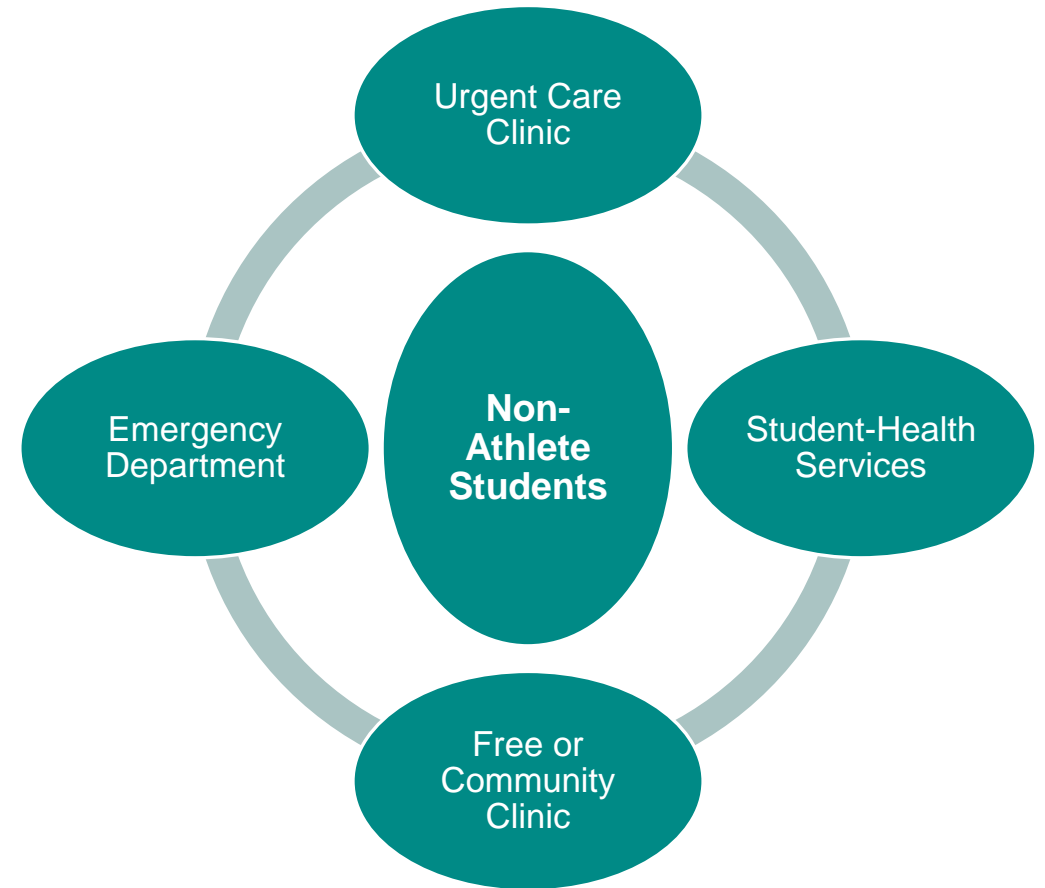 Urgent Care
Clinic
Non-
Athlete
Students
Emergency
Department
Student-Health
Services
Free or
Community
Clinic